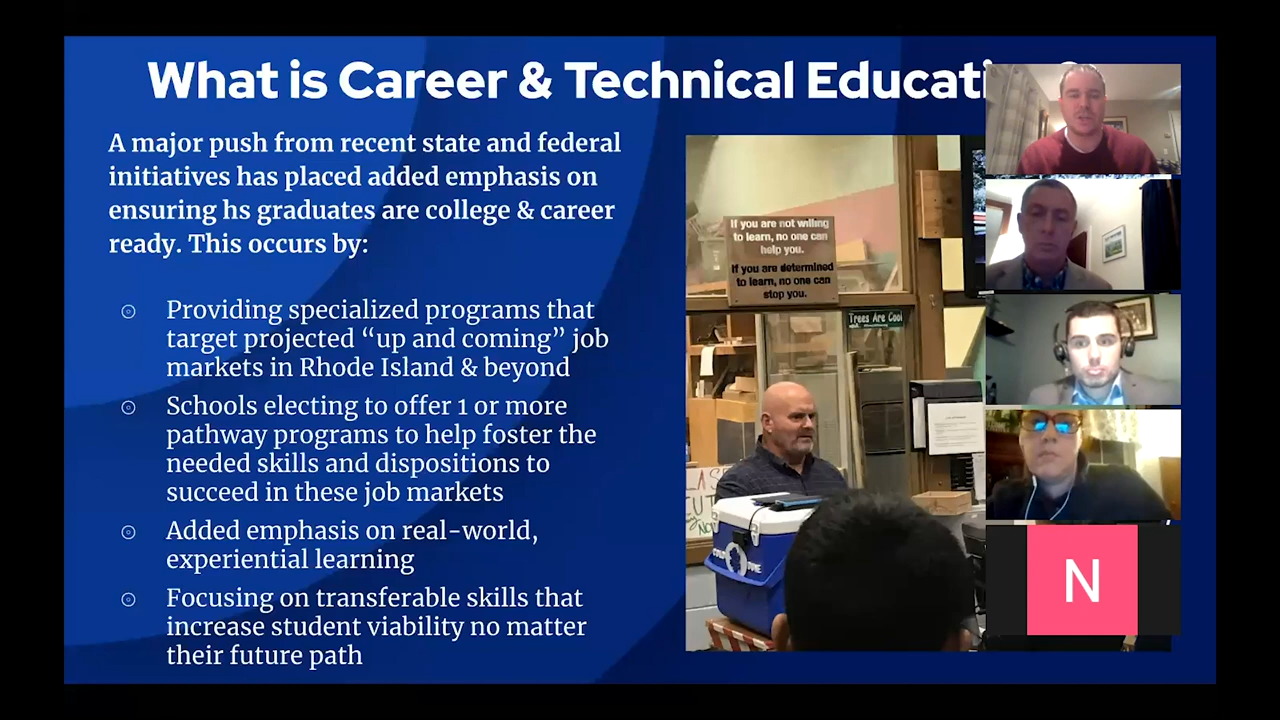 What is Career & Technical Educati
A major push from recent state and federal
initiatives has placed added emphasis on
ensuring hs graduates are college & career
ready. This occurs by:
Providing specialized programs that
target projected “up and coming” job
markets in Rhode Island & beyond
Schools electing to offer 1 or more
pathway programs to help foster the
needed skills and dispositions to
succeed in these job markets
Added emphasis on real-world,
experiential learning
Focusing on transferable skills that
increase student viability no matter
their future path
If you are not willing
to learn, no one can
help you.
If you are determined
to learn, no one can
stop you.
Trees Are Cool
N